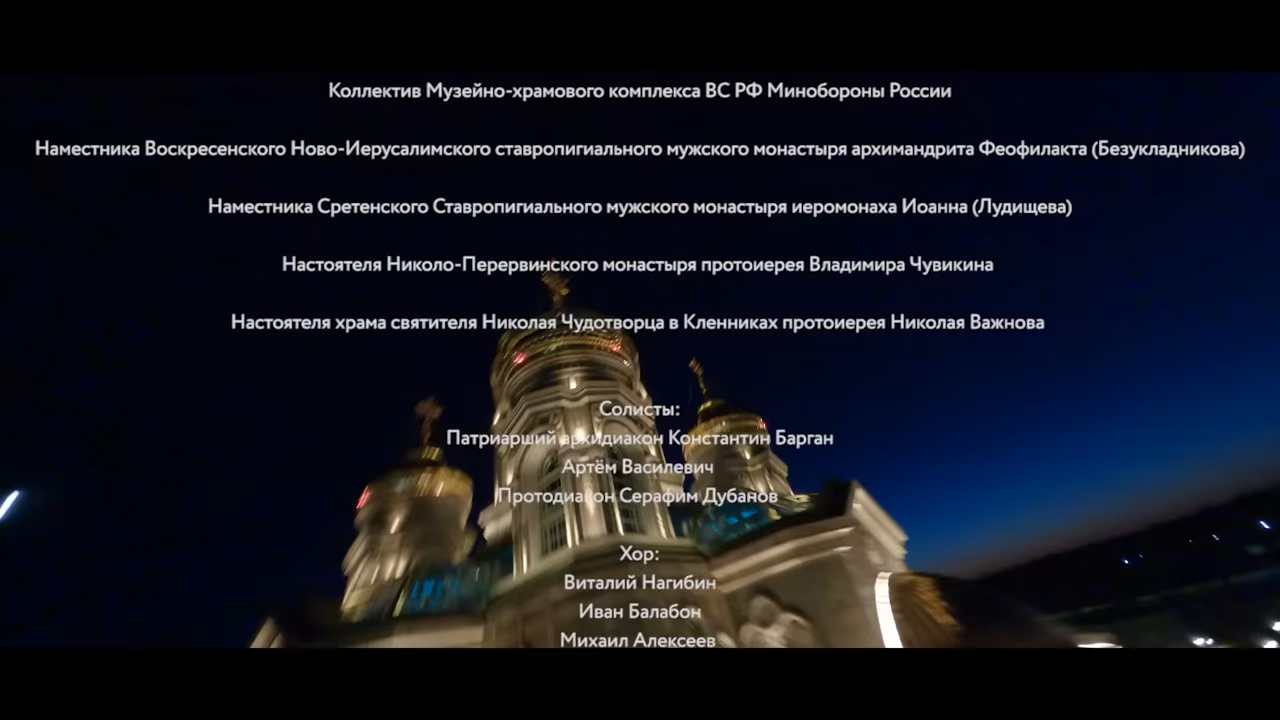 Коллектив Музейно-храмового комплекса ВС РФ Минобороны России
Наместника Воскресенского Ново-Иерусалимского ставропигиального мужского монастыря архимандрита Феофилакта (Безукладникова)
Наместника Сретенского Ставропигиального мужского монастыря иеромонаха Иоанна (Лудищева)
Настоятеля Николо-Перервинского монастыря протоиерея Владимира Чувикина
Настоятеля храма святителя Николая Чудотворца в Кленниках протоиерея Николая Важнова
Солисты:
Патриарший архидиакон Константин Барган
Артём Василевич
Протодиакон Серафим Дубанов
Хор:
Виталий Нагибин
Иван Балабон
Михаил Алексеев